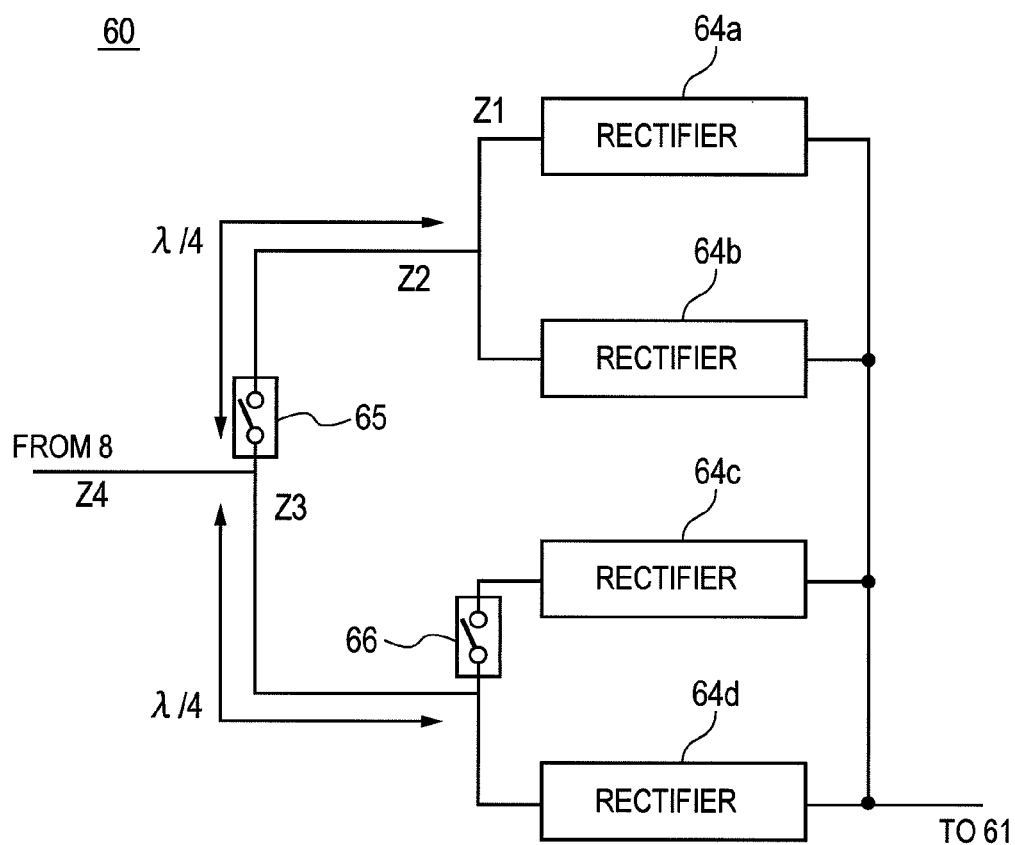 60
64a
Z1
RECTIFIER
λ/4
Z2
64b
RECTIFIER
65
FROM 8
Z4
Z3
64c
RECTIFIER
66
λ/4
64d
RECTIFIER
TO 61